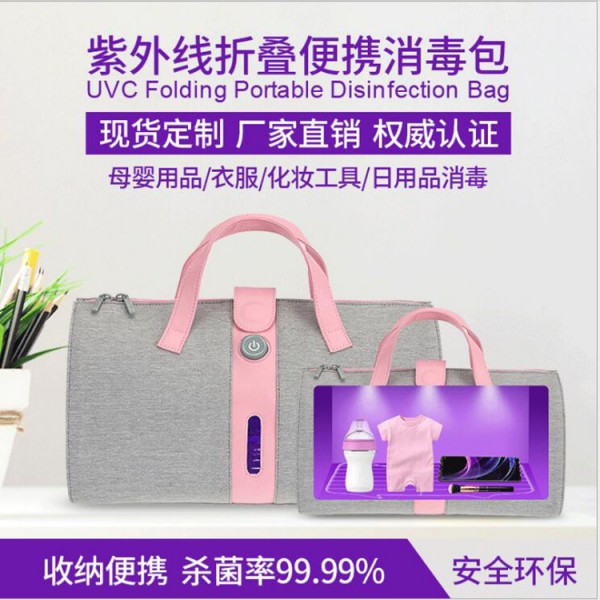 紫外线折叠便携消毒包
UVC Folding Portable Disinfection Bag
现货定制 厂家直销 权威认证
母婴用品/衣服/化妆工具/日用品消毒
收纳便携 杀菌率99.99% 安全环保